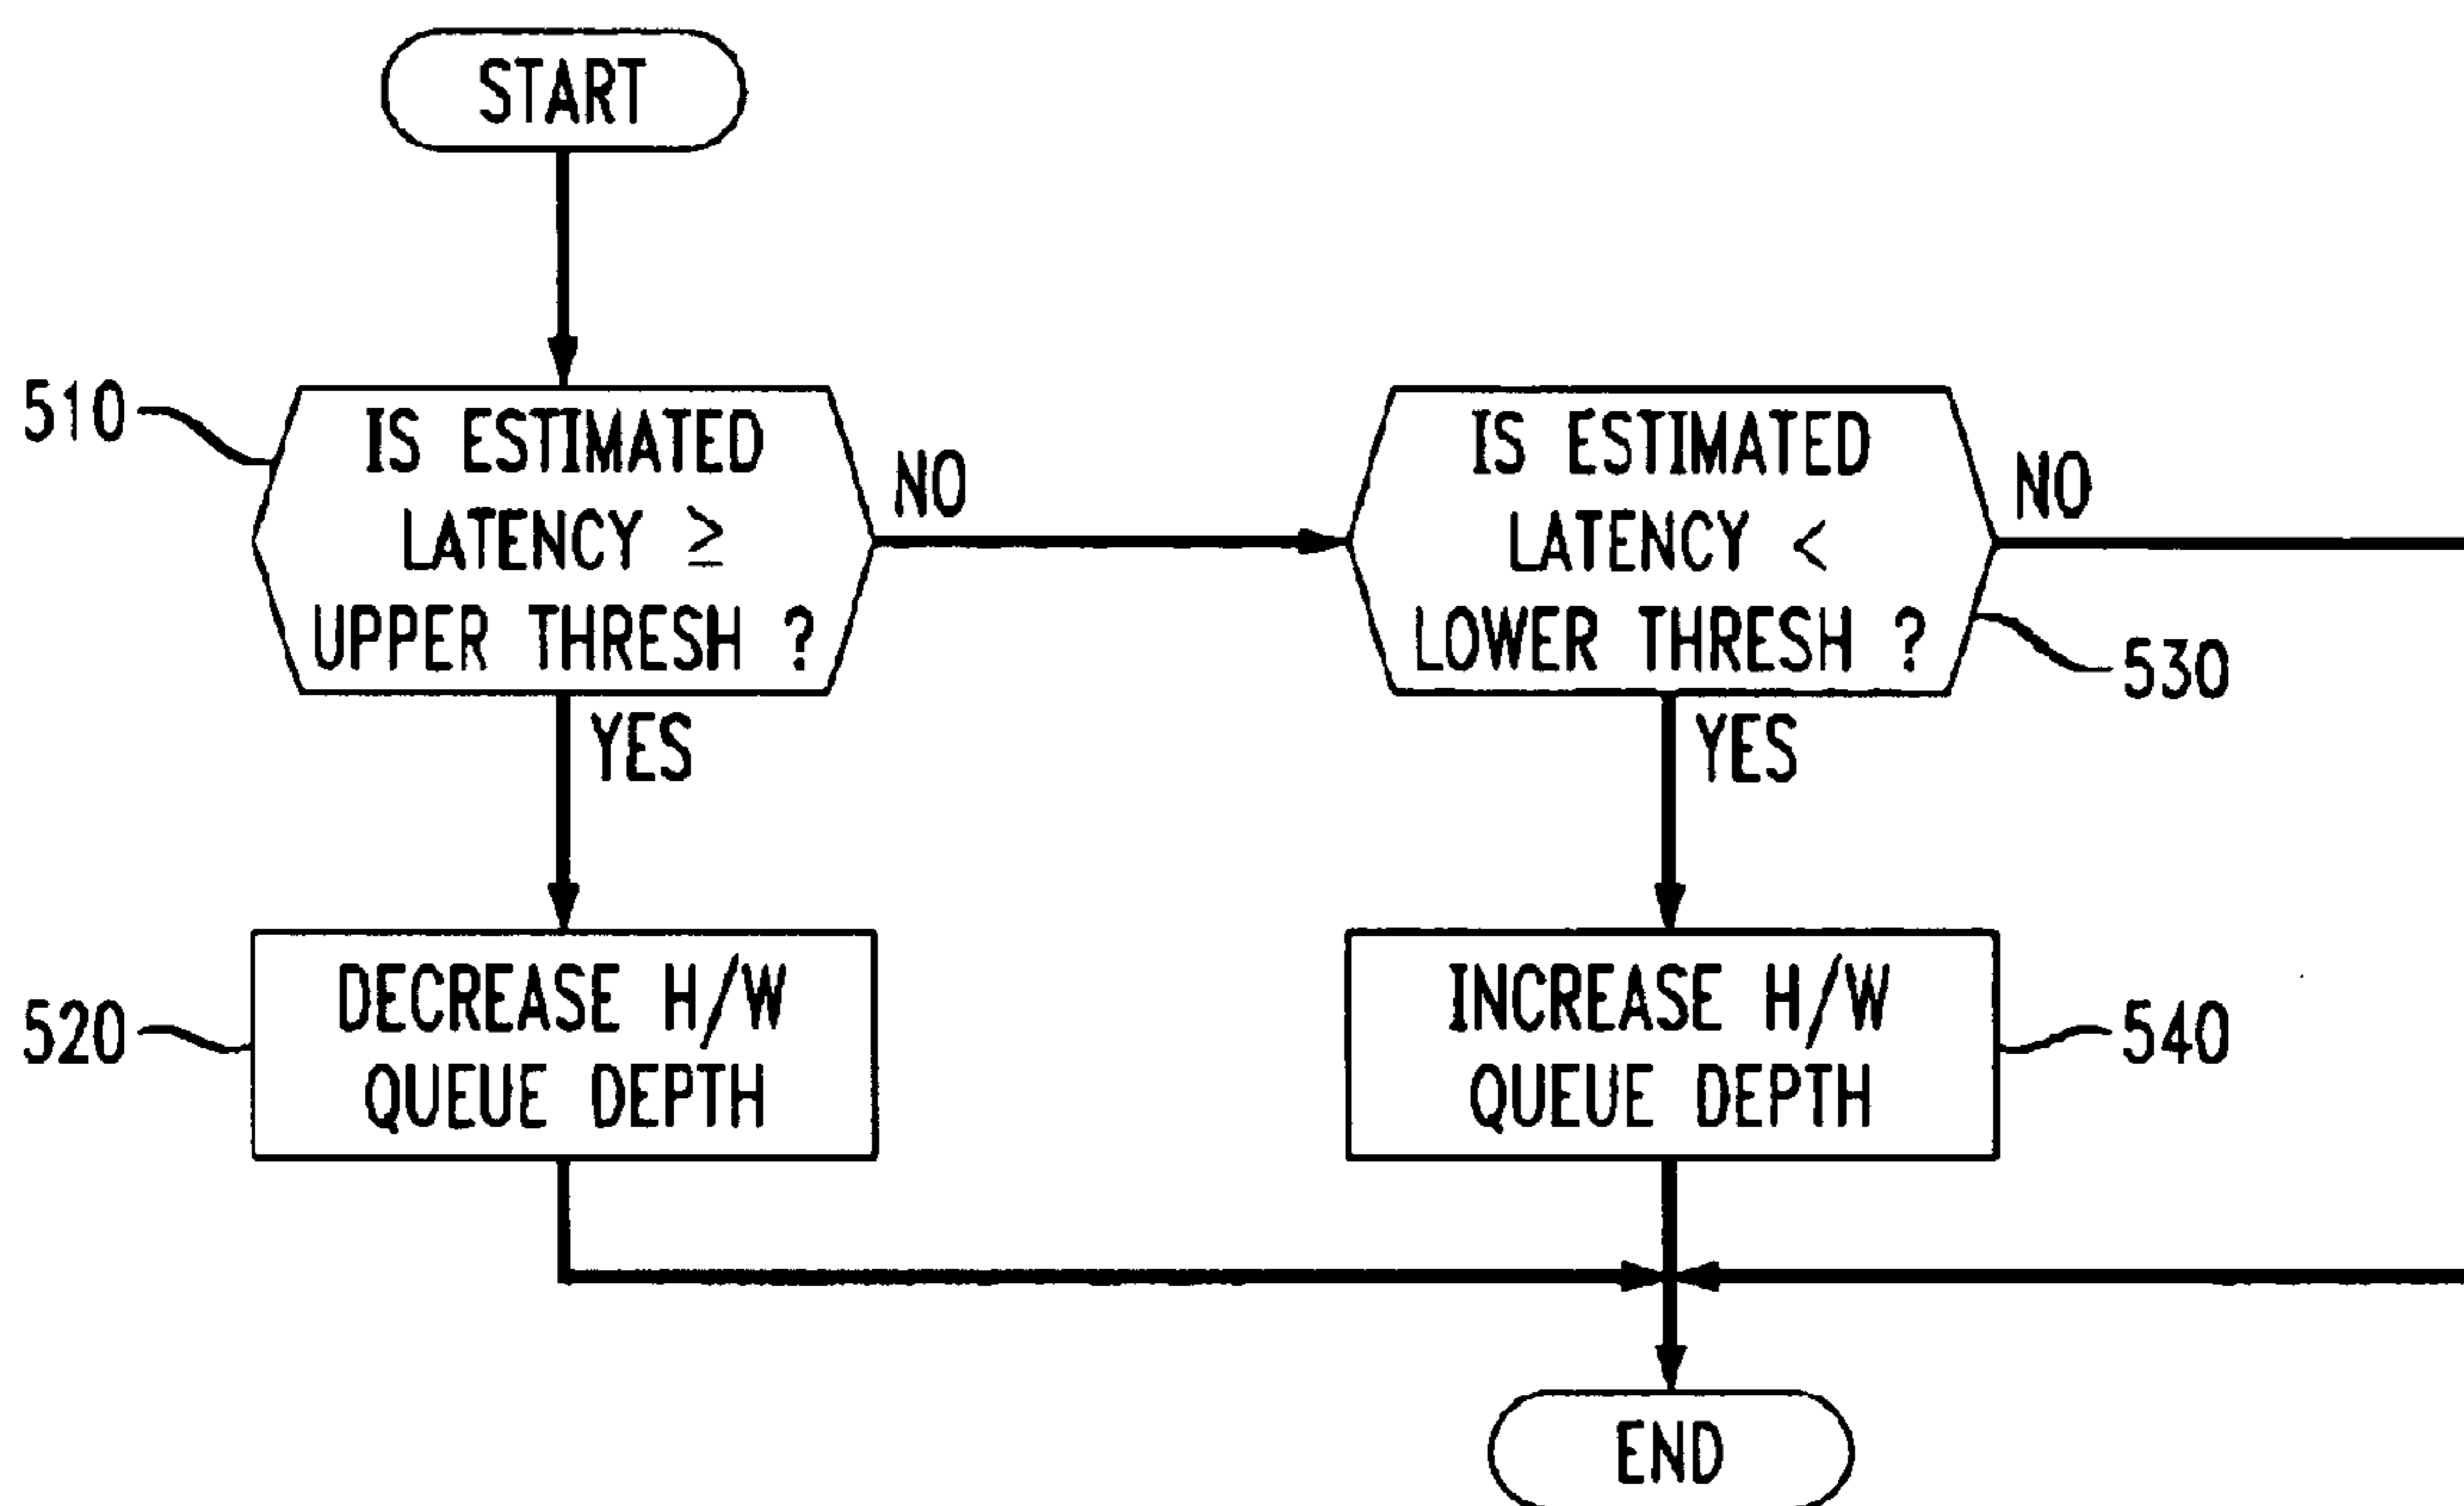 START
510
IS ESTIMATED
LATENCY ≥
UPPER THRESH ?
NO
IS ESTIMATED
LATENCY <
LOWER THRESH ?
NO
530
YES
YES
520
DECREASE H/W
QUEUE DEPTH
INCREASE H/W
QUEUE DEPTH
540
END